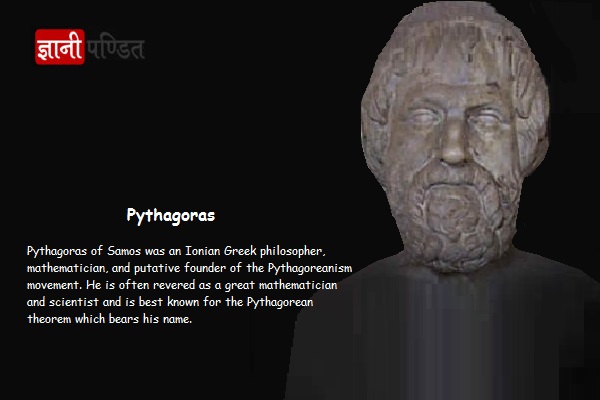 ज्ञानी पण्डित
Pythagoras
Pythagoras of Samos was an Ionian Greek philosopher,
mathematician, and putative founder of the Pythagoreanism
movement. He is often revered as a great mathematician
and scientist and is best known for the Pythagorean
theorem which bears his name.